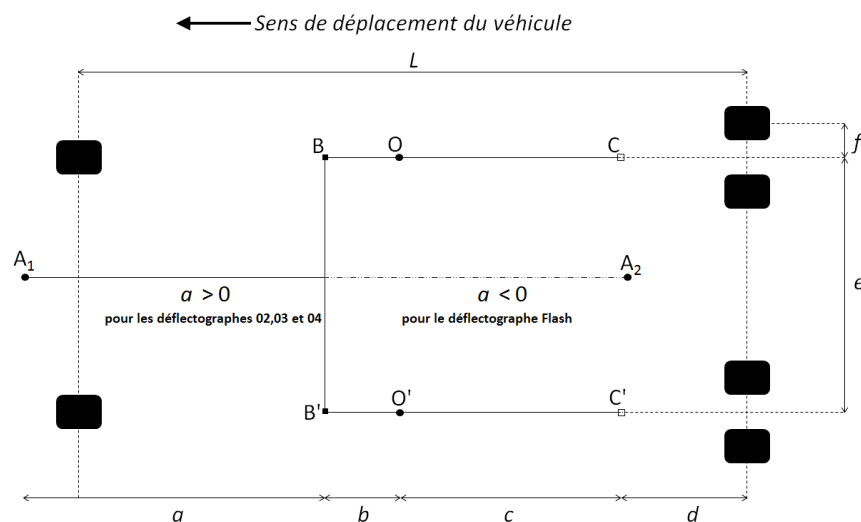 Sens de déplacement du véhicule
L
B O C f
A₁ A₂
a > 0 a < 0 e
pour les déflectographes 02,03 et 04 pour le déflectographe Flash
B' O' C'
a b c d